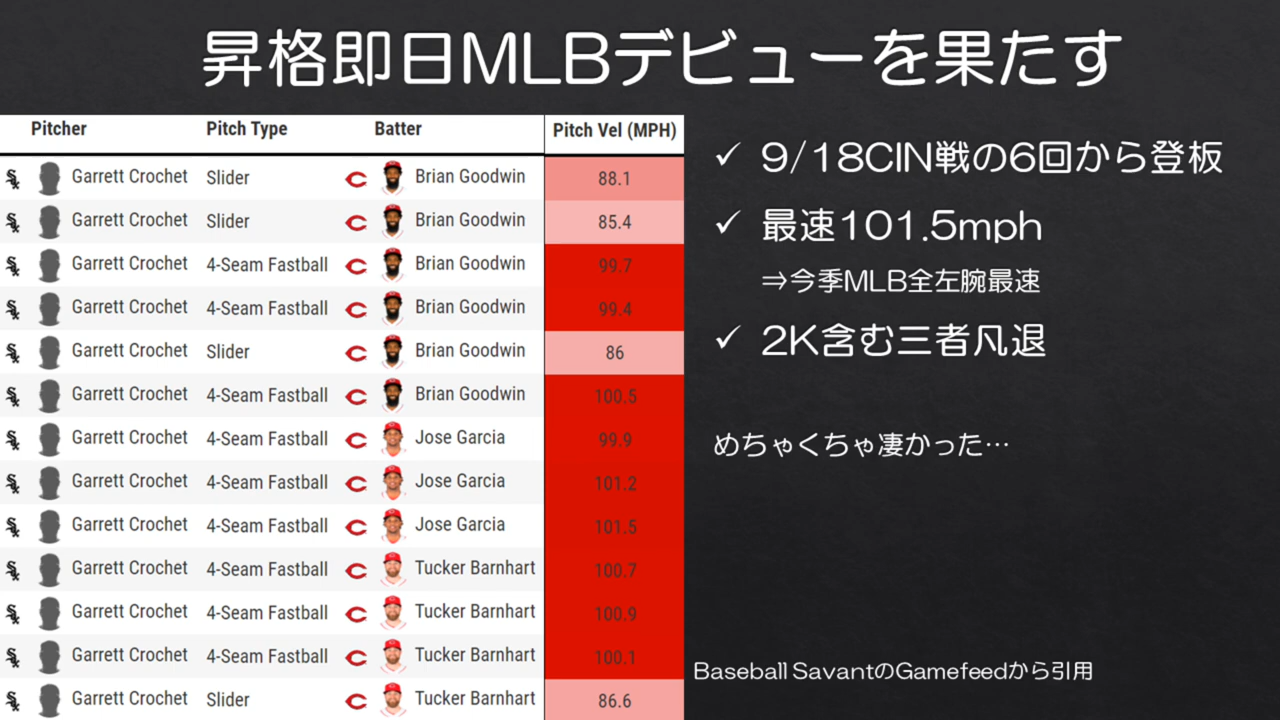 昇格即日MLBデビューを果たす
Pitcher Pitch Type Batter Pitch Vel (MPH)
Garrett Crochet Slider Brian Goodwin 88.1
Garrett Crochet Slider Brian Goodwin 85.4
Garrett Crochet 4-Seam Fastball Brian Goodwin 99.7
Garrett Crochet 4-Seam Fastball Brian Goodwin 99.4
Garrett Crochet Slider Brian Goodwin 86
Garrett Crochet 4-Seam Fastball Brian Goodwin 100.5
Garrett Crochet 4-Seam Fastball Jose Garcia 99.9
Garrett Crochet 4-Seam Fastball Jose Garcia 101.2
Garrett Crochet 4-Seam Fastball Jose Garcia 101.5
Garrett Crochet 4-Seam Fastball Tucker Barnhart 100.7
Garrett Crochet 4-Seam Fastball Tucker Barnhart 100.9
Garrett Crochet 4-Seam Fastball Tucker Barnhart 100.1
Garrett Crochet Slider Tucker Barnhart 86.6
✓ 9/18CIN戦の6回から登板
✓ 最速101.5mph
⇒今季MLB全左腕最速
✓ 2K含む三者凡退
めちゃくちゃ凄かった…
Baseball SavantのGamefeedから引用